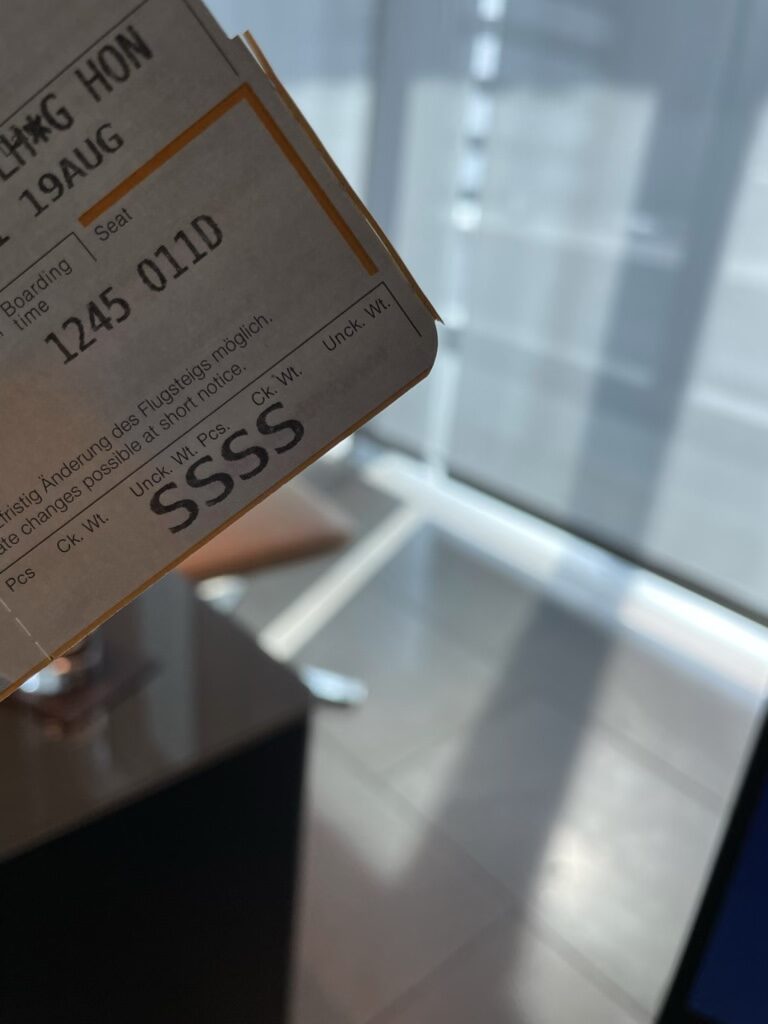 LH*G HON
19AUG
Seat
Boarding
time
1245 011D
Änderung des Flugsteigs möglich.
changes possible at short notice.
Pcs Ck. Wt. Unck. Wt. Pcs. Ck. Wt. Unck. Wt.
SSSS